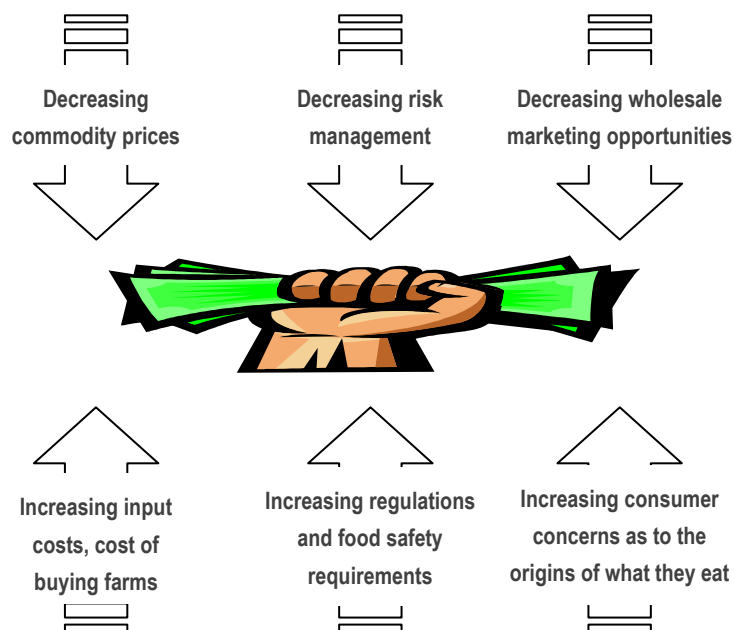 Decreasing
commodity prices
Decreasing risk
management
Decreasing wholesale
marketing opportunities
Increasing input
costs, cost of
buying farms
Increasing regulations
and food safety
requirements
Increasing consumer
concerns as to the
origins of what they eat